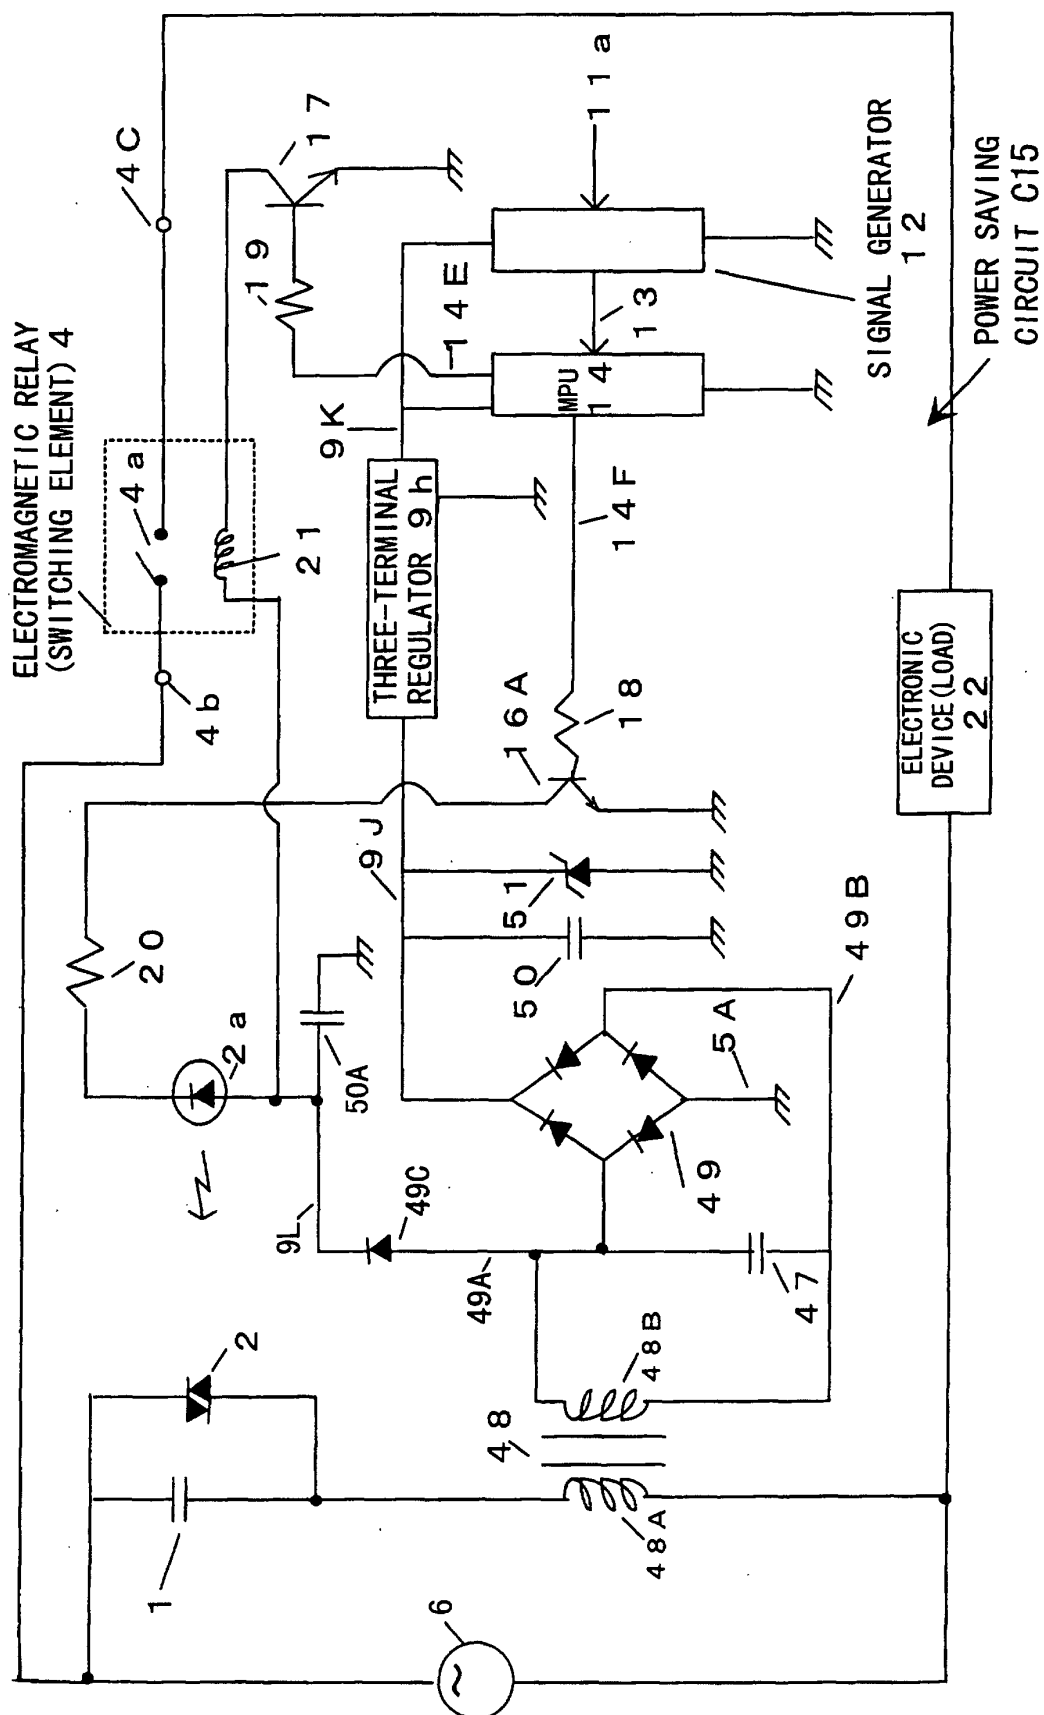 ELECTROMAGNETIC RELAY
(SWITCHING ELEMENT) 4
4b
4a
4C
21
17
19
20
2a
9L
50A
9J
THREE-TERMINAL
REGULATOR 9h
9K
14E
11a
13
MPU
14
SIGNAL GENERATOR
12
14F
18
16A
51
50
5A
49B
49
49C
49A
47
48B
48
48A
2
1
6
ELECTRONIC
DEVICE(LOAD)
22
POWER SAVING
CIRCUIT C15